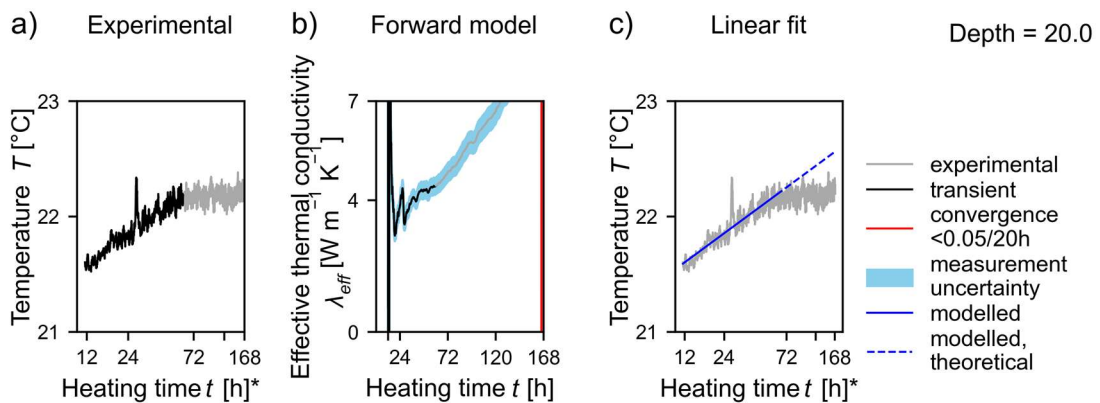 a) Experimental
b) Forward model
c) Linear fit
Depth = 20.0
Temperature T [°C]
23
22
21
12 24 72 168
Heating time t [h]*
Effective thermal conductivity
λeff [W m⁻¹ K⁻¹]
7
4
0
24 72 120 168
Heating time t [h]
Temperature T [°C]
23
22
21
12 24 72 168
Heating time t [h]*
experimental
transient
convergence
<0.05/20h
measurement
uncertainty
modelled
modelled,
theoretical